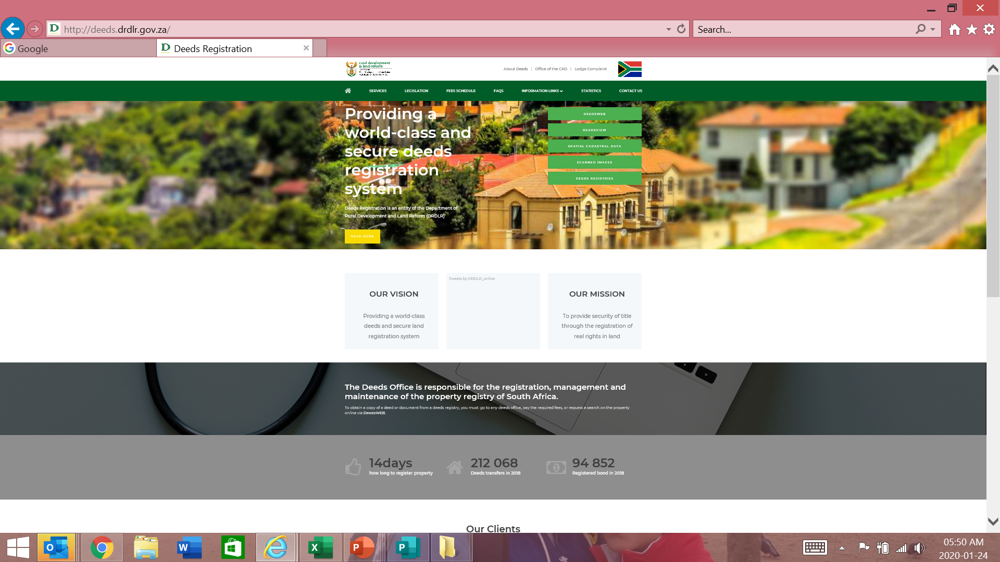 http://deeds.drdlr.gov.za/
Search...
Google
Deeds Registration
rural development
& land reform
REPUBLIC OF SOUTH AFRICA
About Deeds | Office of the CRD | Lodge Complaint
SERVICES LEGISLATION FEES SCHEDULE FAQS INFORMATION LINKS STATISTICS CONTACT US
Providing a
world-class and
secure deeds
registration
system
Deeds Registration is an entity of the Department of
Rural Development and Land Reform (DRDLR)
READ MORE
DEEDSWEB
DEEDSVIEW
SPATIAL CADASTRAL DATA
SCANNED IMAGES
DEEDS REGISTRIES
OUR VISION
Providing a world-class
deeds and secure land
registration system
Tweets by DRDLR_online
OUR MISSION
To provide security of title
through the registration of
real rights in land
The Deeds Office is responsible for the registration, management and
maintenance of the property registry of South Africa.
To obtain a copy of a deed or document from a deeds registry, you must: go to any deeds office, pay the required fees, or request a search on the property
online via DeedsWEB.
14days
how long to register property
212 068
Deeds transfers in 2018
94 852
Registered bond in 2018
Our Clients
05:50 AM
2020-01-24